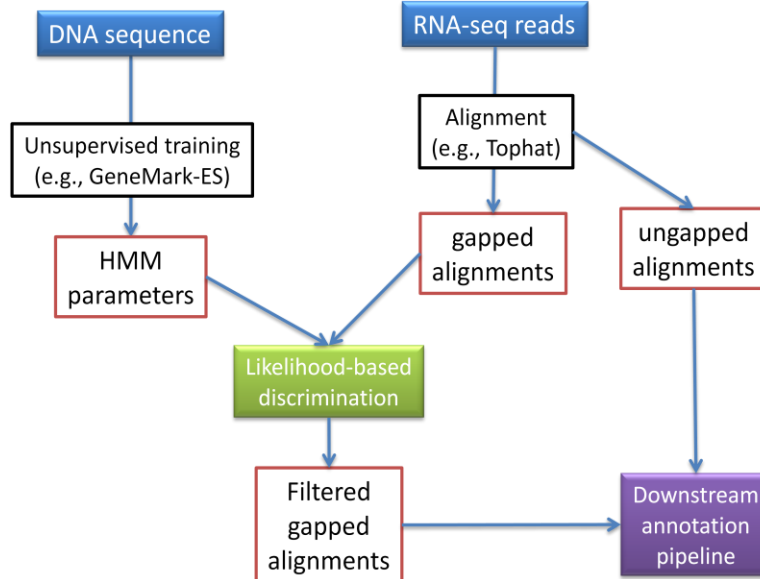 DNA sequence
RNA-seq reads
Unsupervised training
(e.g., GeneMark-ES)
Alignment
(e.g., Tophat)
HMM
parameters
gapped
alignments
ungapped
alignments
Likelihood-based
discrimination
Filtered
gapped
alignments
Downstream
annotation
pipeline